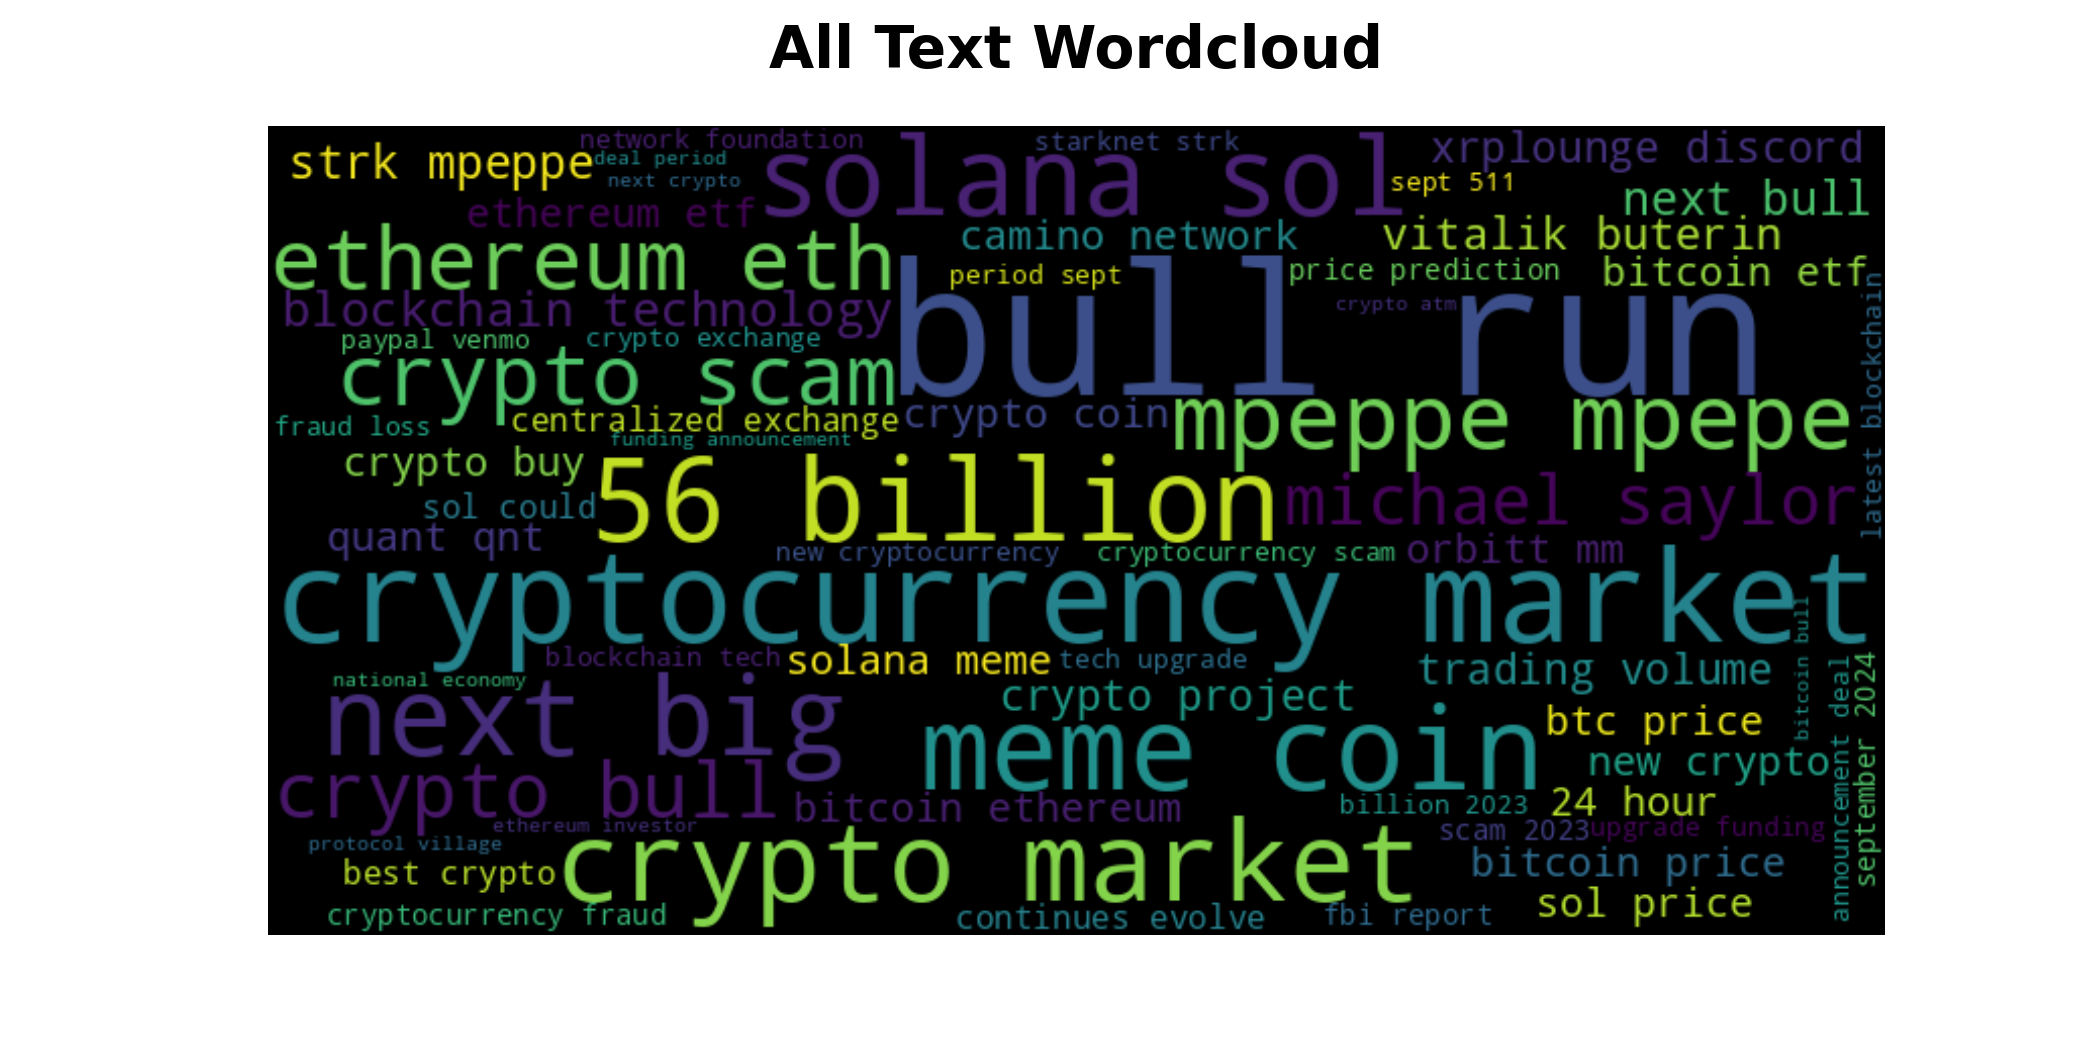 All Text Wordcloud
network foundation
starknet strk
xrplounge discord
strk mpeppe
deal period
next crypto
solana sol
sept 511
next bull
ethereum etf
camino network
vitalik buterin
ethereum eth
period sept
price prediction
bitcoin etf
blockchain technology
bull run
crypto atm
latest blockchain
paypal venmo
crypto exchange
crypto scam
fraud loss
centralized exchange
crypto coin
mpeppe mpepe
funding announcement
crypto buy
56 billion
michael saylor
sol could
quant qnt
new cryptocurrency
cryptocurrency scam
orbitt mm
cryptocurrency market
bitcoin bull
blockchain tech
solana meme
tech upgrade
trading volume
national economy
next big
crypto project
announcement deal
september 2024
meme coin
btc price
new crypto
crypto bull
bitcoin ethereum
billion 2023
24 hour
ethereum investor
scam 2023
upgrade funding
protocol village
crypto market
bitcoin price
best crypto
sol price
cryptocurrency fraud
continues evolve
fbi report